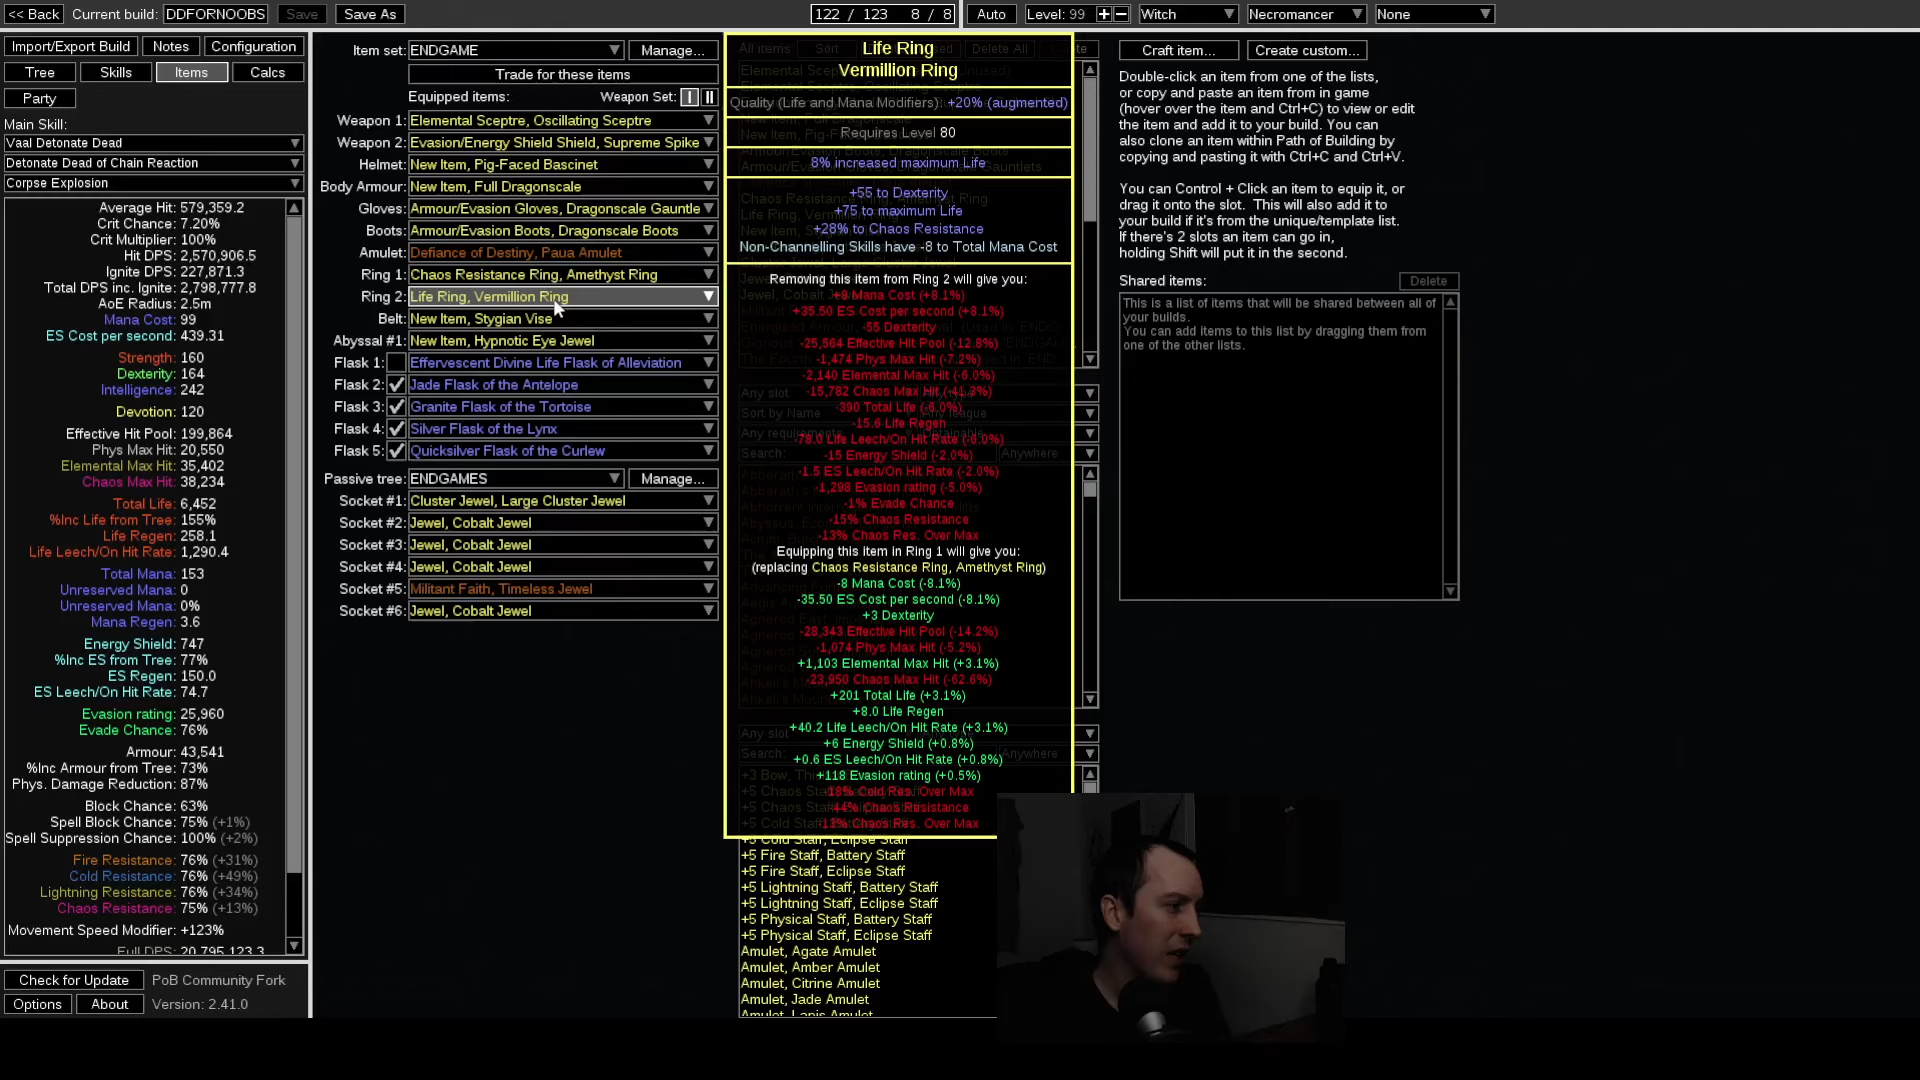 << Back
Current build: DDFORNOOBS
Save
Save As
122 / 123 8 / 8
Auto
Level: 99
+
−
Witch
Necromancer
None
Import/Export Build
Notes
Configuration
Tree
Skills
Items
Calcs
Party
Main Skill:
Vaal Detonate Dead
Detonate Dead of Chain Reaction
Corpse Explosion
Average Hit: 579,359.2
Crit Chance: 7.20%
Crit Multiplier: 100%
Hit DPS: 2,570,906.5
Ignite DPS: 227,871.3
Total DPS inc. Ignite: 2,798,777.8
AoE Radius: 2.5m
Mana Cost: 99
ES Cost per second: 439.31
Strength: 160
Dexterity: 164
Intelligence: 242
Devotion: 120
Effective Hit Pool: 199,864
Phys Max Hit: 20,550
Elemental Max Hit: 35,402
Chaos Max Hit: 38,234
Total Life: 6,452
%Inc Life from Tree: 155%
Life Regen: 258.1
Life Leech/On Hit Rate: 1,290.4
Total Mana: 153
Unreserved Mana: 0
Unreserved Mana: 0%
Mana Regen: 3.6
Energy Shield: 747
%Inc ES from Tree: 77%
ES Regen: 150.0
ES Leech/On Hit Rate: 74.7
Evasion rating: 25,960
Evade Chance: 76%
Armour: 43,541
%Inc Armour from Tree: 73%
Phys. Damage Reduction: 87%
Block Chance: 63%
Spell Block Chance: 75% (+1%)
Spell Suppression Chance: 100% (+2%)
Fire Resistance: 76% (+31%)
Cold Resistance: 76% (+49%)
Lightning Resistance: 76% (+34%)
Chaos Resistance: 75% (+13%)
Movement Speed Modifier: +123%
Full DPS: 20,795,123.3
Check for Update
PoB Community Fork
Options
About
Version: 2.41.0
Item set: ENDGAME
Manage...
Trade for these items
Equipped items:
Weapon Set: I II
Weapon 1: Elemental Sceptre, Oscillating Sceptre
Weapon 2: Evasion/Energy Shield Shield, Supreme Spike
Helmet: New Item, Pig-Faced Bascinet
Body Armour: New Item, Full Dragonscale
Gloves: Armour/Evasion Gloves, Dragonscale Gauntle
Boots: Armour/Evasion Boots, Dragonscale Boots
Amulet: Defiance of Destiny, Paua Amulet
Ring 1: Chaos Resistance Ring, Amethyst Ring
Ring 2: Life Ring, Vermillion Ring
Belt: New Item, Stygian Vise
Abyssal #1: New Item, Hypnotic Eye Jewel
Flask 1: Effervescent Divine Life Flask of Alleviation
Flask 2: Jade Flask of the Antelope
Flask 3: Granite Flask of the Tortoise
Flask 4: Silver Flask of the Lynx
Flask 5: Quicksilver Flask of the Curlew
Passive tree: ENDGAMES
Manage...
Socket #1: Cluster Jewel, Large Cluster Jewel
Socket #2: Jewel, Cobalt Jewel
Socket #3: Jewel, Cobalt Jewel
Socket #4: Jewel, Cobalt Jewel
Socket #5: Militant Faith, Timeless Jewel
Socket #6: Jewel, Cobalt Jewel
Life Ring
Vermillion Ring
Quality (Life and Mana Modifiers): +20% (augmented)
Requires Level 80
8% increased maximum Life
+55 to Dexterity
+75 to maximum Life
+28% to Chaos Resistance
Non-Channelling Skills have -8 to Total Mana Cost
Removing this item from Ring 2 will give you:
+8 Mana Cost (+8.1%)
+35.50 ES Cost per second (+8.1%)
-55 Dexterity
-25,564 Effective Hit Pool (-12.8%)
-1,474 Phys Max Hit (-7.2%)
-2,140 Elemental Max Hit (-6.0%)
-15,782 Chaos Max Hit (-41.3%)
-390 Total Life (-6.0%)
-15.6 Life Regen
-78.0 Life Leech/On Hit Rate (-6.0%)
-15 Energy Shield (-2.0%)
-1.5 ES Leech/On Hit Rate (-2.0%)
-1,298 Evasion rating (-5.0%)
-1% Evade Chance
-15% Chaos Resistance
-13% Chaos Res. Over Max
Equipping this item in Ring 1 will give you:
(replacing Chaos Resistance Ring, Amethyst Ring)
-8 Mana Cost (-8.1%)
-35.50 ES Cost per second (-8.1%)
+3 Dexterity
-28,343 Effective Hit Pool (-14.2%)
-1,074 Phys Max Hit (-5.2%)
+1,103 Elemental Max Hit (+3.1%)
-23,950 Chaos Max Hit (-62.6%)
+201 Total Life (+3.1%)
+8.0 Life Regen
+40.2 Life Leech/On Hit Rate (+3.1%)
+6 Energy Shield (+0.8%)
+0.6 ES Leech/On Hit Rate (+0.8%)
+118 Evasion rating (+0.5%)
-18% Cold Res. Over Max
-44% Chaos Resistance
-13% Chaos Res. Over Max
+5 Cold Staff, Eclipse Staff
+5 Fire Staff, Battery Staff
+5 Fire Staff, Eclipse Staff
+5 Lightning Staff, Battery Staff
+5 Lightning Staff, Eclipse Staff
+5 Physical Staff, Battery Staff
+5 Physical Staff, Eclipse Staff
Amulet, Agate Amulet
Amulet, Amber Amulet
Amulet, Citrine Amulet
Amulet, Jade Amulet
Amulet, Lapis Amulet
Craft item...
Create custom...
Double-click an item from one of the lists,
or copy and paste an item from in game
(hover over the item and Ctrl+C) to view or edit
the item and add it to your build. You can
also clone an item within Path of Building by
copying and pasting it with Ctrl+C and Ctrl+V.
You can Control + Click an item to equip it, or
drag it onto the slot. This will also add it to
your build if it's from the unique/template list.
If there's 2 slots an item can go in,
holding Shift will put it in the second.
Shared items:
Delete
This is a list of items that will be shared between all of
your builds.
You can add items to this list by dragging them from
one of the other lists.